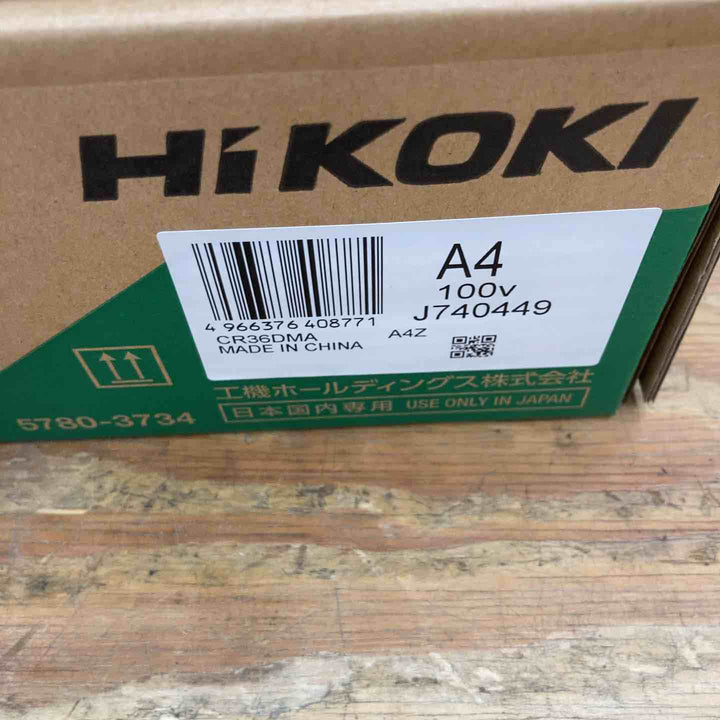 HiKOKI
A4
100v
J740449
4 966376 408771
CR36DMA A4Z
MADE IN CHINA
工機ホールディングス株式会社
5780-3734
日本国内専用 USE ONLY IN JAPAN